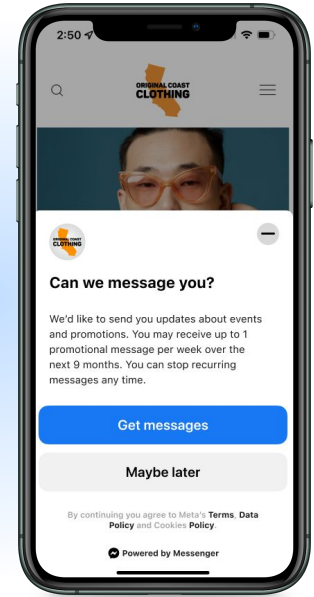 2:50
ORIGINAL COAST
CLOTHING
ORIGINAL COAST
CLOTHING
Can we message you?
We'd like to send you updates about events
and promotions. You may receive up to 1
promotional message per week over the
next 9 months. You can stop recurring
messages any time.
Get messages
Maybe later
By continuing you agree to Meta's Terms, Data
Policy and Cookies Policy.
Powered by Messenger